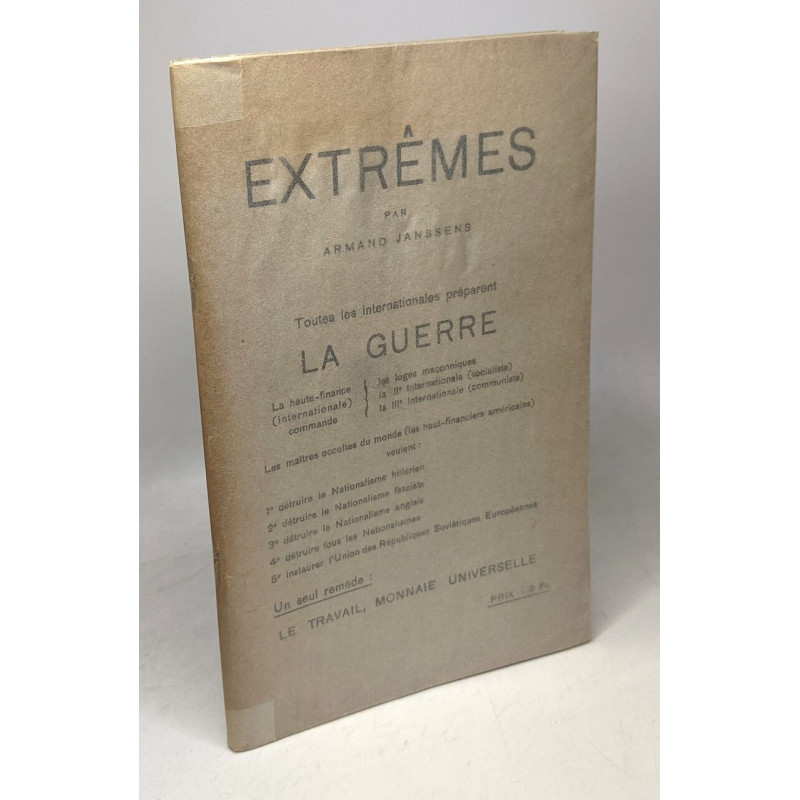 EXTRÊMES
PAR
ARMAND JANSSENS
Toutes les internationales préparent
LA GUERRE
La haute-finance
(internationale)
commande
les loges maçonniques
la IIe Internationale (socialiste)
la IIIe Internationale (communiste)
Les maîtres occultes du monde (les haut-financiers américains)
veulent :
1° détruire le Nationalisme hitlérien
2° détruire le Nationalisme fasciste
3° détruire le Nationalisme anglais
4° détruire tous les Nationalismes
5° instaurer l'Union des Républiques Soviétiques Européennes
Un seul remède :
LE TRAVAIL, MONNAIE UNIVERSELLE
PRIX